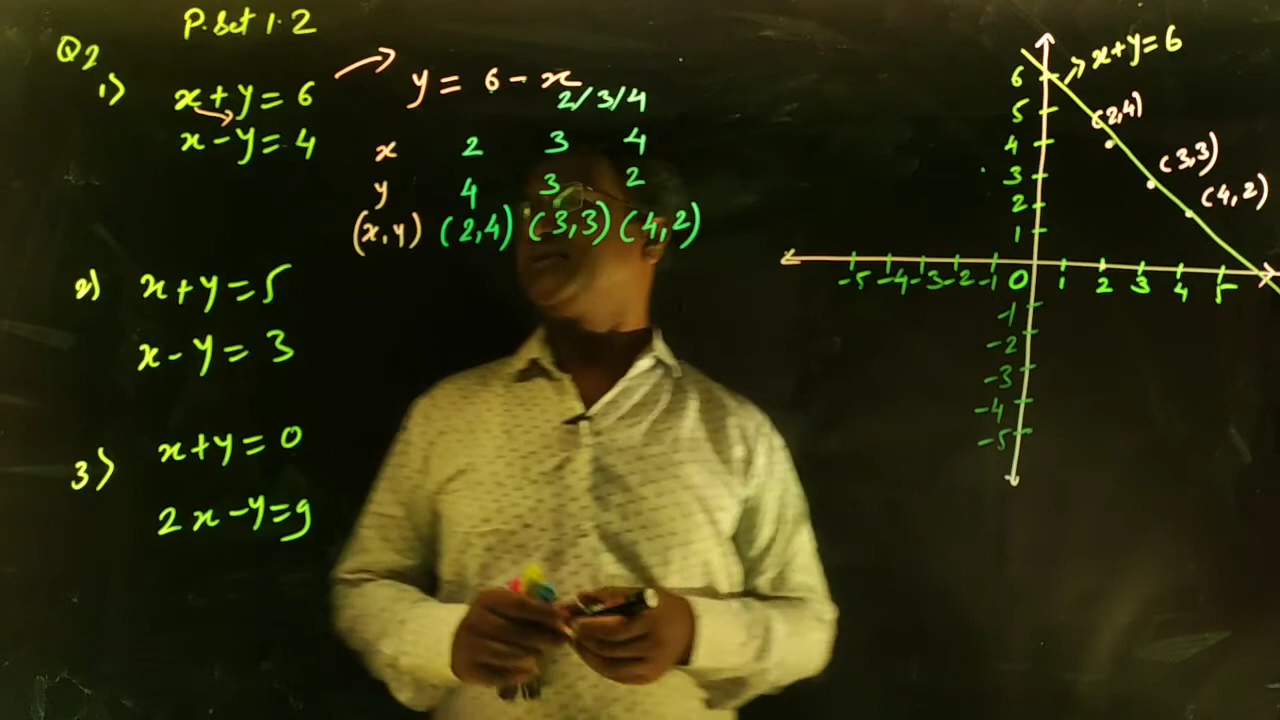 P. Set 1.2
Q2
1) x+y=6
x-y=4
y = 6-x
2/3/4
x 2 3 4
y 4 3 2
(x,y) (2,4) (3,3) (4,2)
2) x+y=5
x-y=3
3) x+y=0
2x-y=9
x+y=6
6
5
4
3
2
1
(2,4)
(3,3)
(4,2)
-5 -4 -3 -2 -1 0 1 2 3 4 5
-1
-2
-3
-4
-5